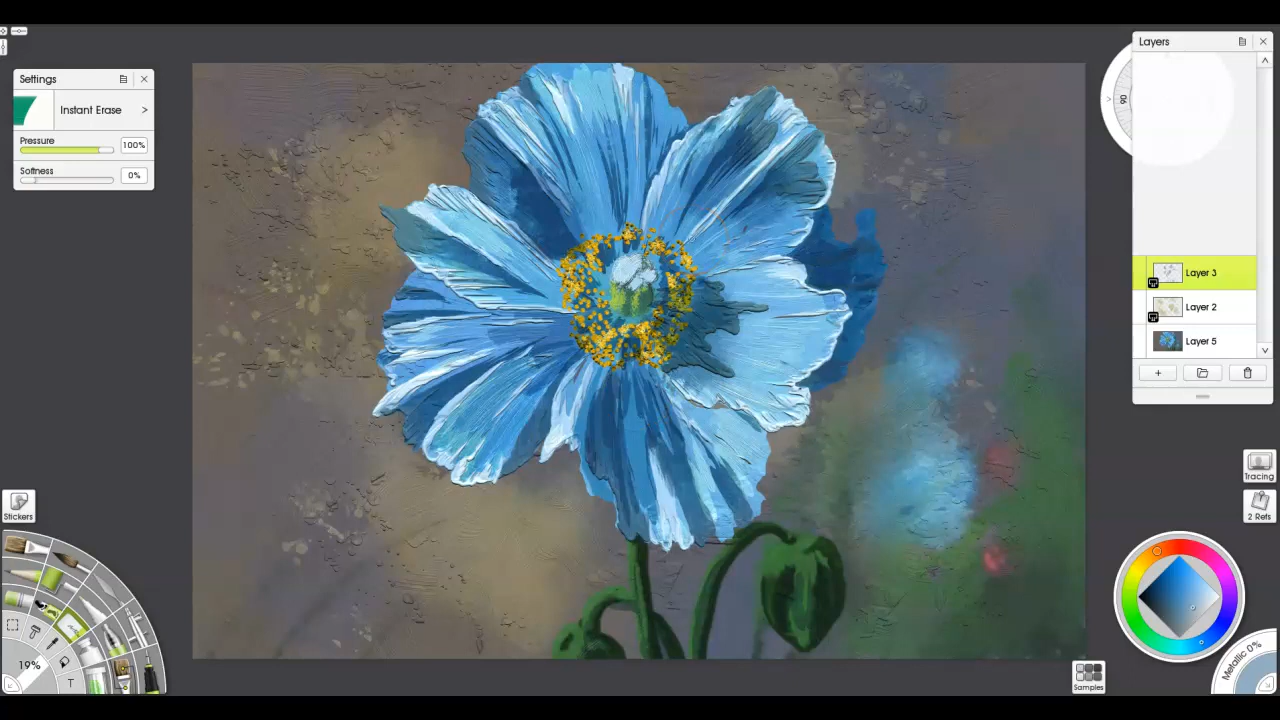 Settings
Instant Erase >
Pressure
100%
Softness
0%
Layers
Layer 3
Layer 2
Layer 5
Tracing
2 Refs
Stickers
19%
T
Samples
Metallic 0%